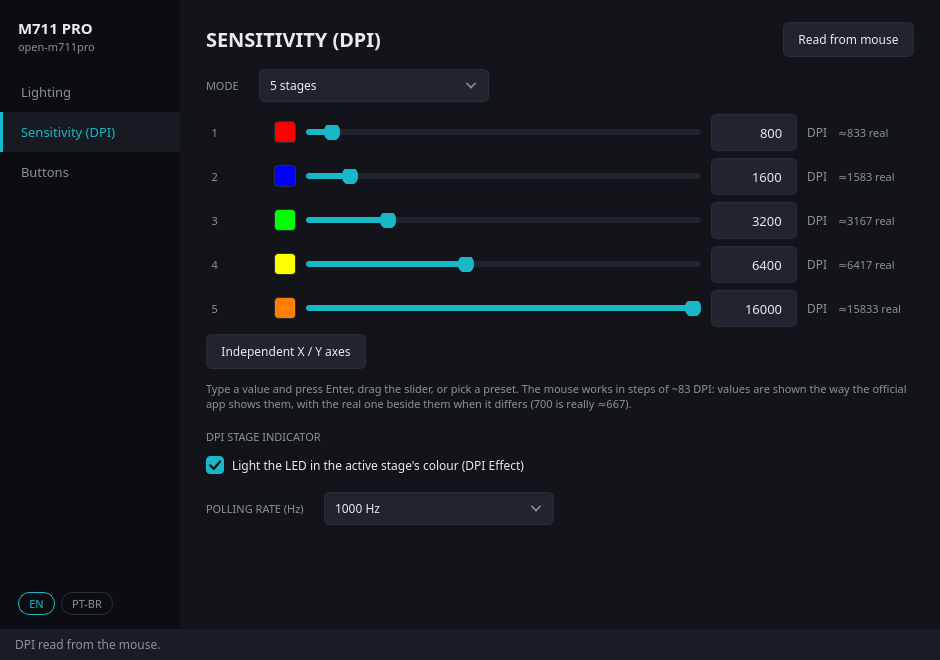 M711 PRO
open-m711pro
Lighting
Sensitivity (DPI)
Buttons
EN
PT-BR
SENSITIVITY (DPI)
Read from mouse
MODE
5 stages
1 800 DPI ≈833 real
2 1600 DPI ≈1583 real
3 3200 DPI ≈3167 real
4 6400 DPI ≈6417 real
5 16000 DPI ≈15833 real
Independent X / Y axes
Type a value and press Enter, drag the slider, or pick a preset. The mouse works in steps of ~83 DPI: values are shown the way the official
app shows them, with the real one beside them when it differs (700 is really ≈667).
DPI STAGE INDICATOR
Light the LED in the active stage's colour (DPI Effect)
POLLING RATE (Hz)
1000 Hz
DPI read from the mouse.